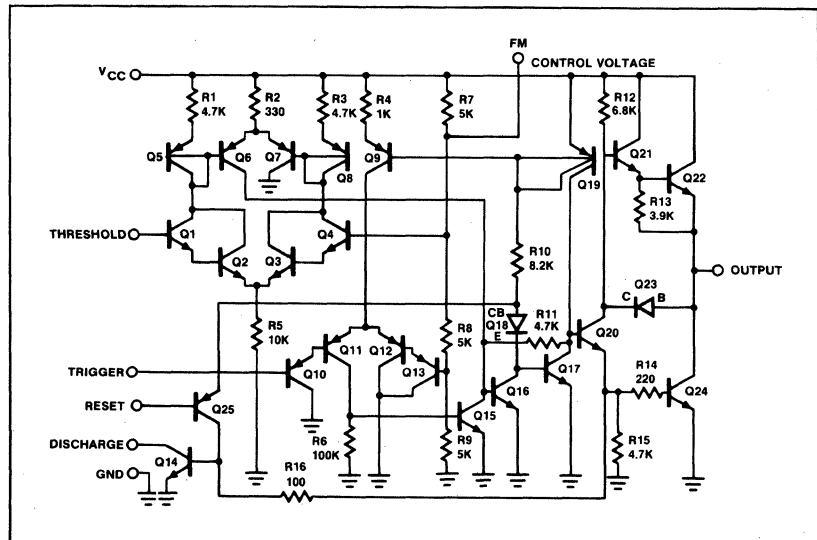 FM
CONTROL VOLTAGE
VCC
R1
4.7K
R2
330
R3
4.7K
R4
1K
R7
5K
R12
6.8K
Q5
Q6
Q7
Q8
Q9
Q19
Q21
Q22
R13
3.9K
THRESHOLD
Q1
Q2
Q3
Q4
R10
8.2K
OUTPUT
Q23
C
B
R5
10K
R8
5K
CB
Q18
E
R11
4.7K
Q20
TRIGGER
Q10
Q11
Q12
Q13
Q17
R14
220
Q24
RESET
Q25
Q16
Q15
DISCHARGE
Q14
GND
R6
100K
R9
5K
R15
4.7K
R16
100